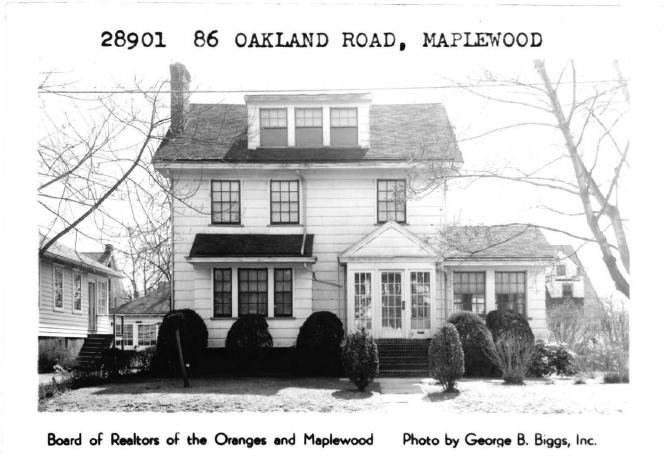 28901 86 OAKLAND ROAD, MAPLEWOOD
Board of Realtors of the Oranges and Maplewood Photo by George B. Biggs, Inc.